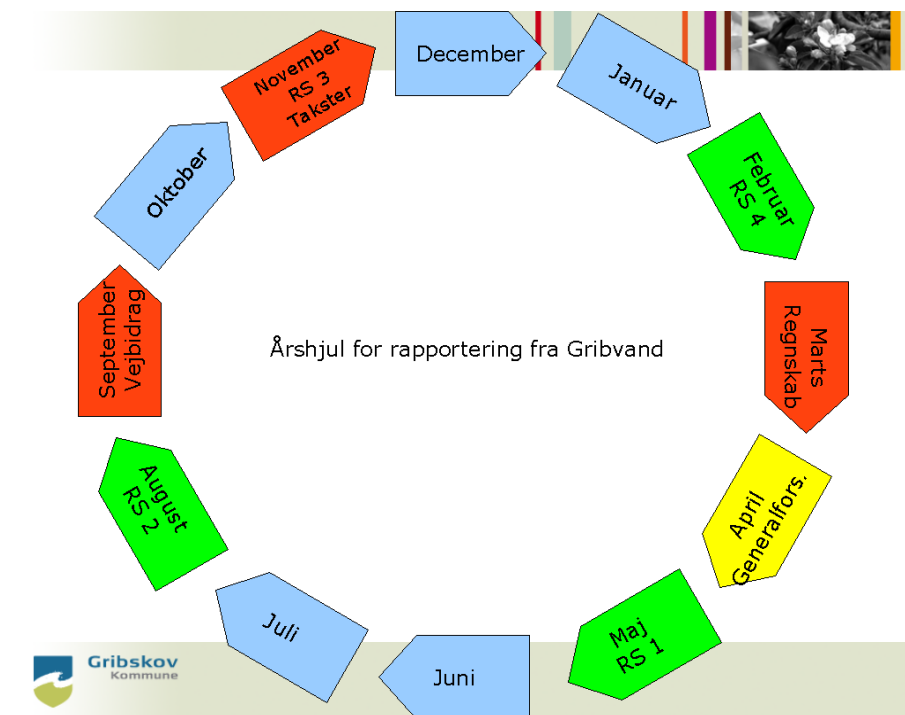 December
Januar
Februar
RS 4
Marts
Regnskab
April
Generalfors.
Maj
RS 1
Juni
Juli
August
RS 2
September
Vejbidrag
Oktober
November
RS 3
Takster
Årshjul for rapportering fra Gribvand
Gribskov
Kommune